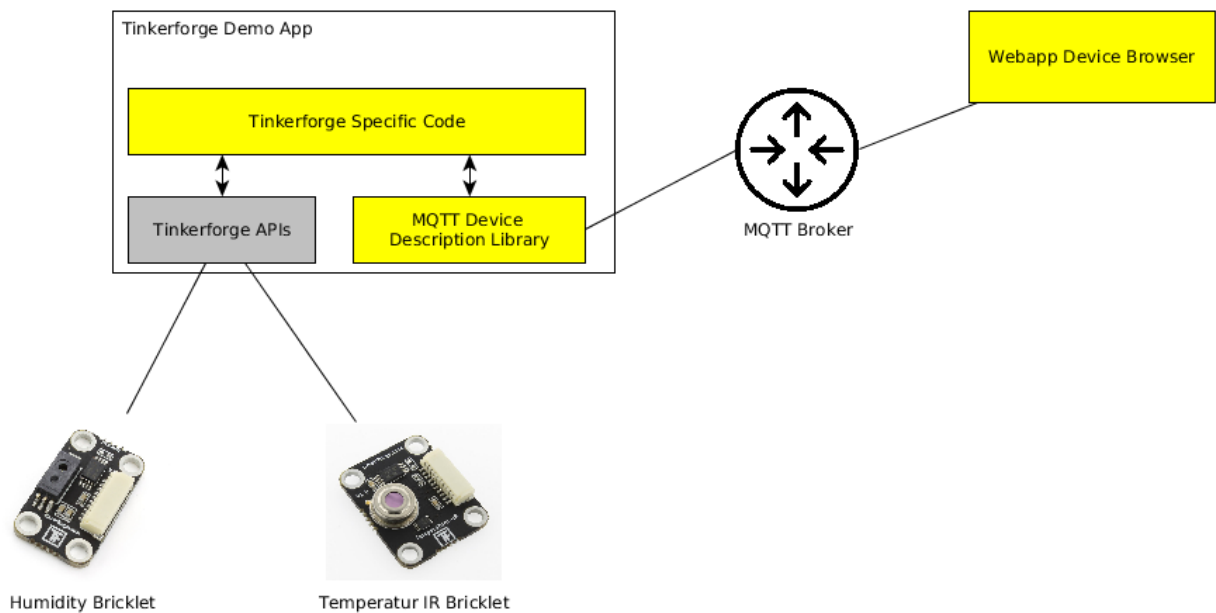 Tinkerforge Demo App
Webapp Device Browser
Tinkerforge Specific Code
Tinkerforge APIs
MQTT Device
Description Library
MQTT Broker
Humidity Bricklet
Temperatur IR Bricklet